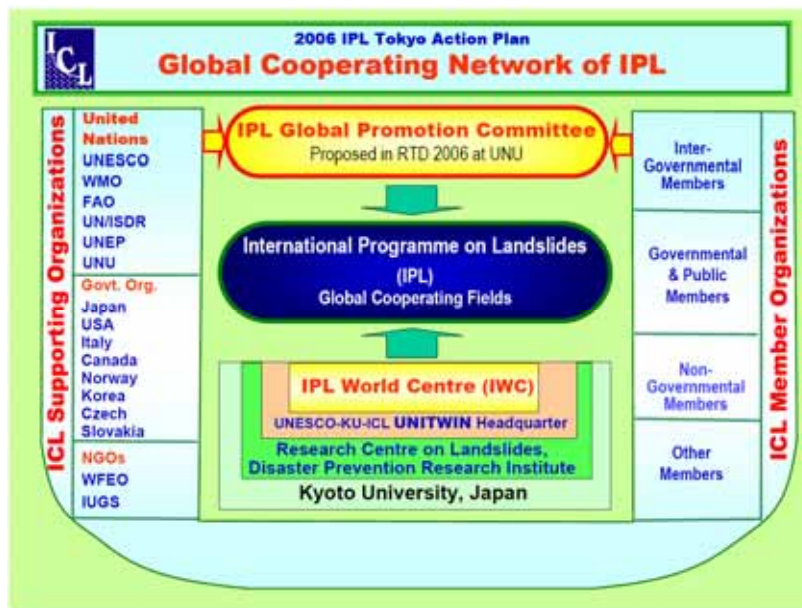 ICL
2006 IPL Tokyo Action Plan
Global Cooperating Network of IPL
ICL Supporting Organizations
United
Nations
UNESCO
WMO
FAO
UN/ISDR
UNEP
UNU
Govt. Org.
Japan
USA
Italy
Canada
Norway
Korea
Czech
Slovakia
NGOs
WFEO
IUGS
IPL Global Promotion Committee
Proposed in RTD 2006 at UNU
International Programme on Landslides
(IPL)
Global Cooperating Fields
IPL World Centre (IWC)
UNESCO-KU-ICL UNITWIN Headquarter
Research Centre on Landslides,
Disaster Prevention Research Institute
Kyoto University, Japan
Inter-
Governmental
Members
Governmental
& Public
Members
Non-
Governmental
Members
Other
Members
ICL Member Organizations